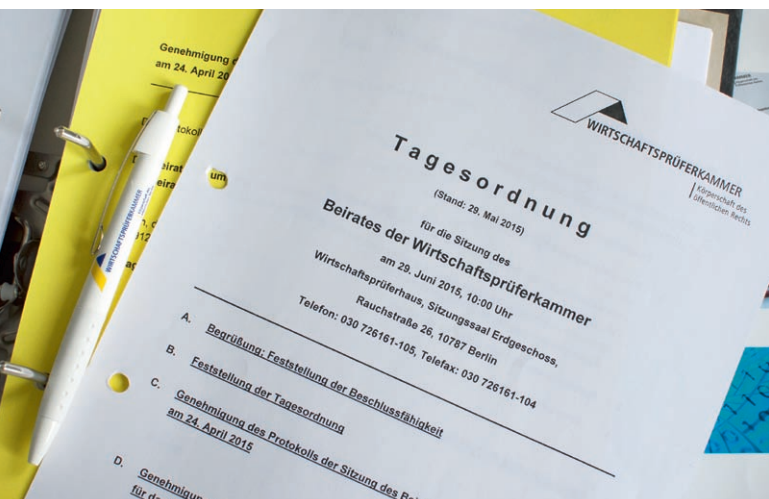 WIRTSCHAFTSPRÜFERKAMMER
Körperschaft des
öffentlichen Rechts
Tagesordnung
(Stand: 29. Mai 2015)
für die Sitzung des
Beirates der Wirtschaftsprüferkammer
am 29. Juni 2015, 10:00 Uhr
Wirtschaftsprüferhaus, Sitzungssaal Erdgeschoss,
Rauchstraße 26, 10787 Berlin
Telefon: 030 726161-105, Telefax: 030 726161-104
A. Begrüßung; Feststellung der Beschlussfähigkeit
B. Feststellung der Tagesordnung
C. Genehmigung des Protokolls der Sitzung des
am 24. April 2015
D. Genehmigung
für
Genehmigung
am 24. April
um
WIRTSCHAFTSPRÜFERKAMMER